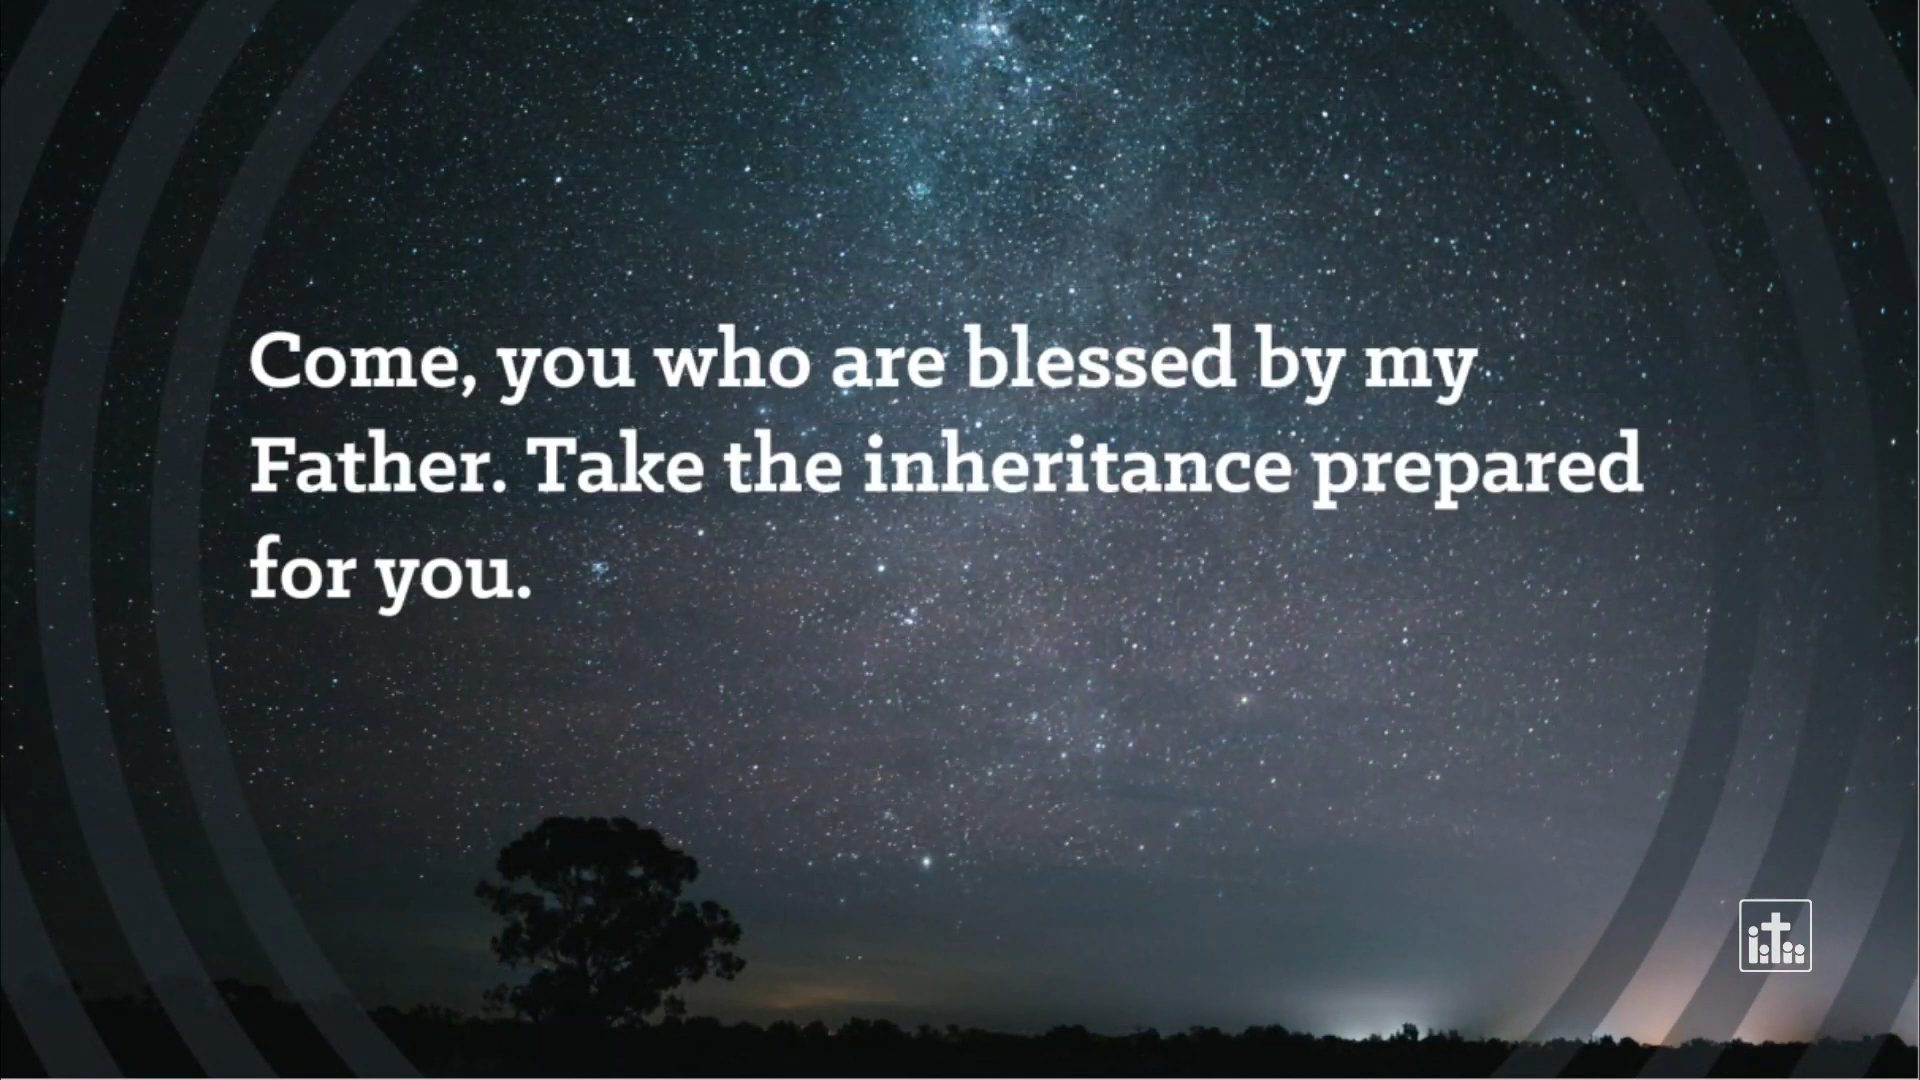 Come, you who are blessed by my
Father. Take the inheritance prepared
for you.